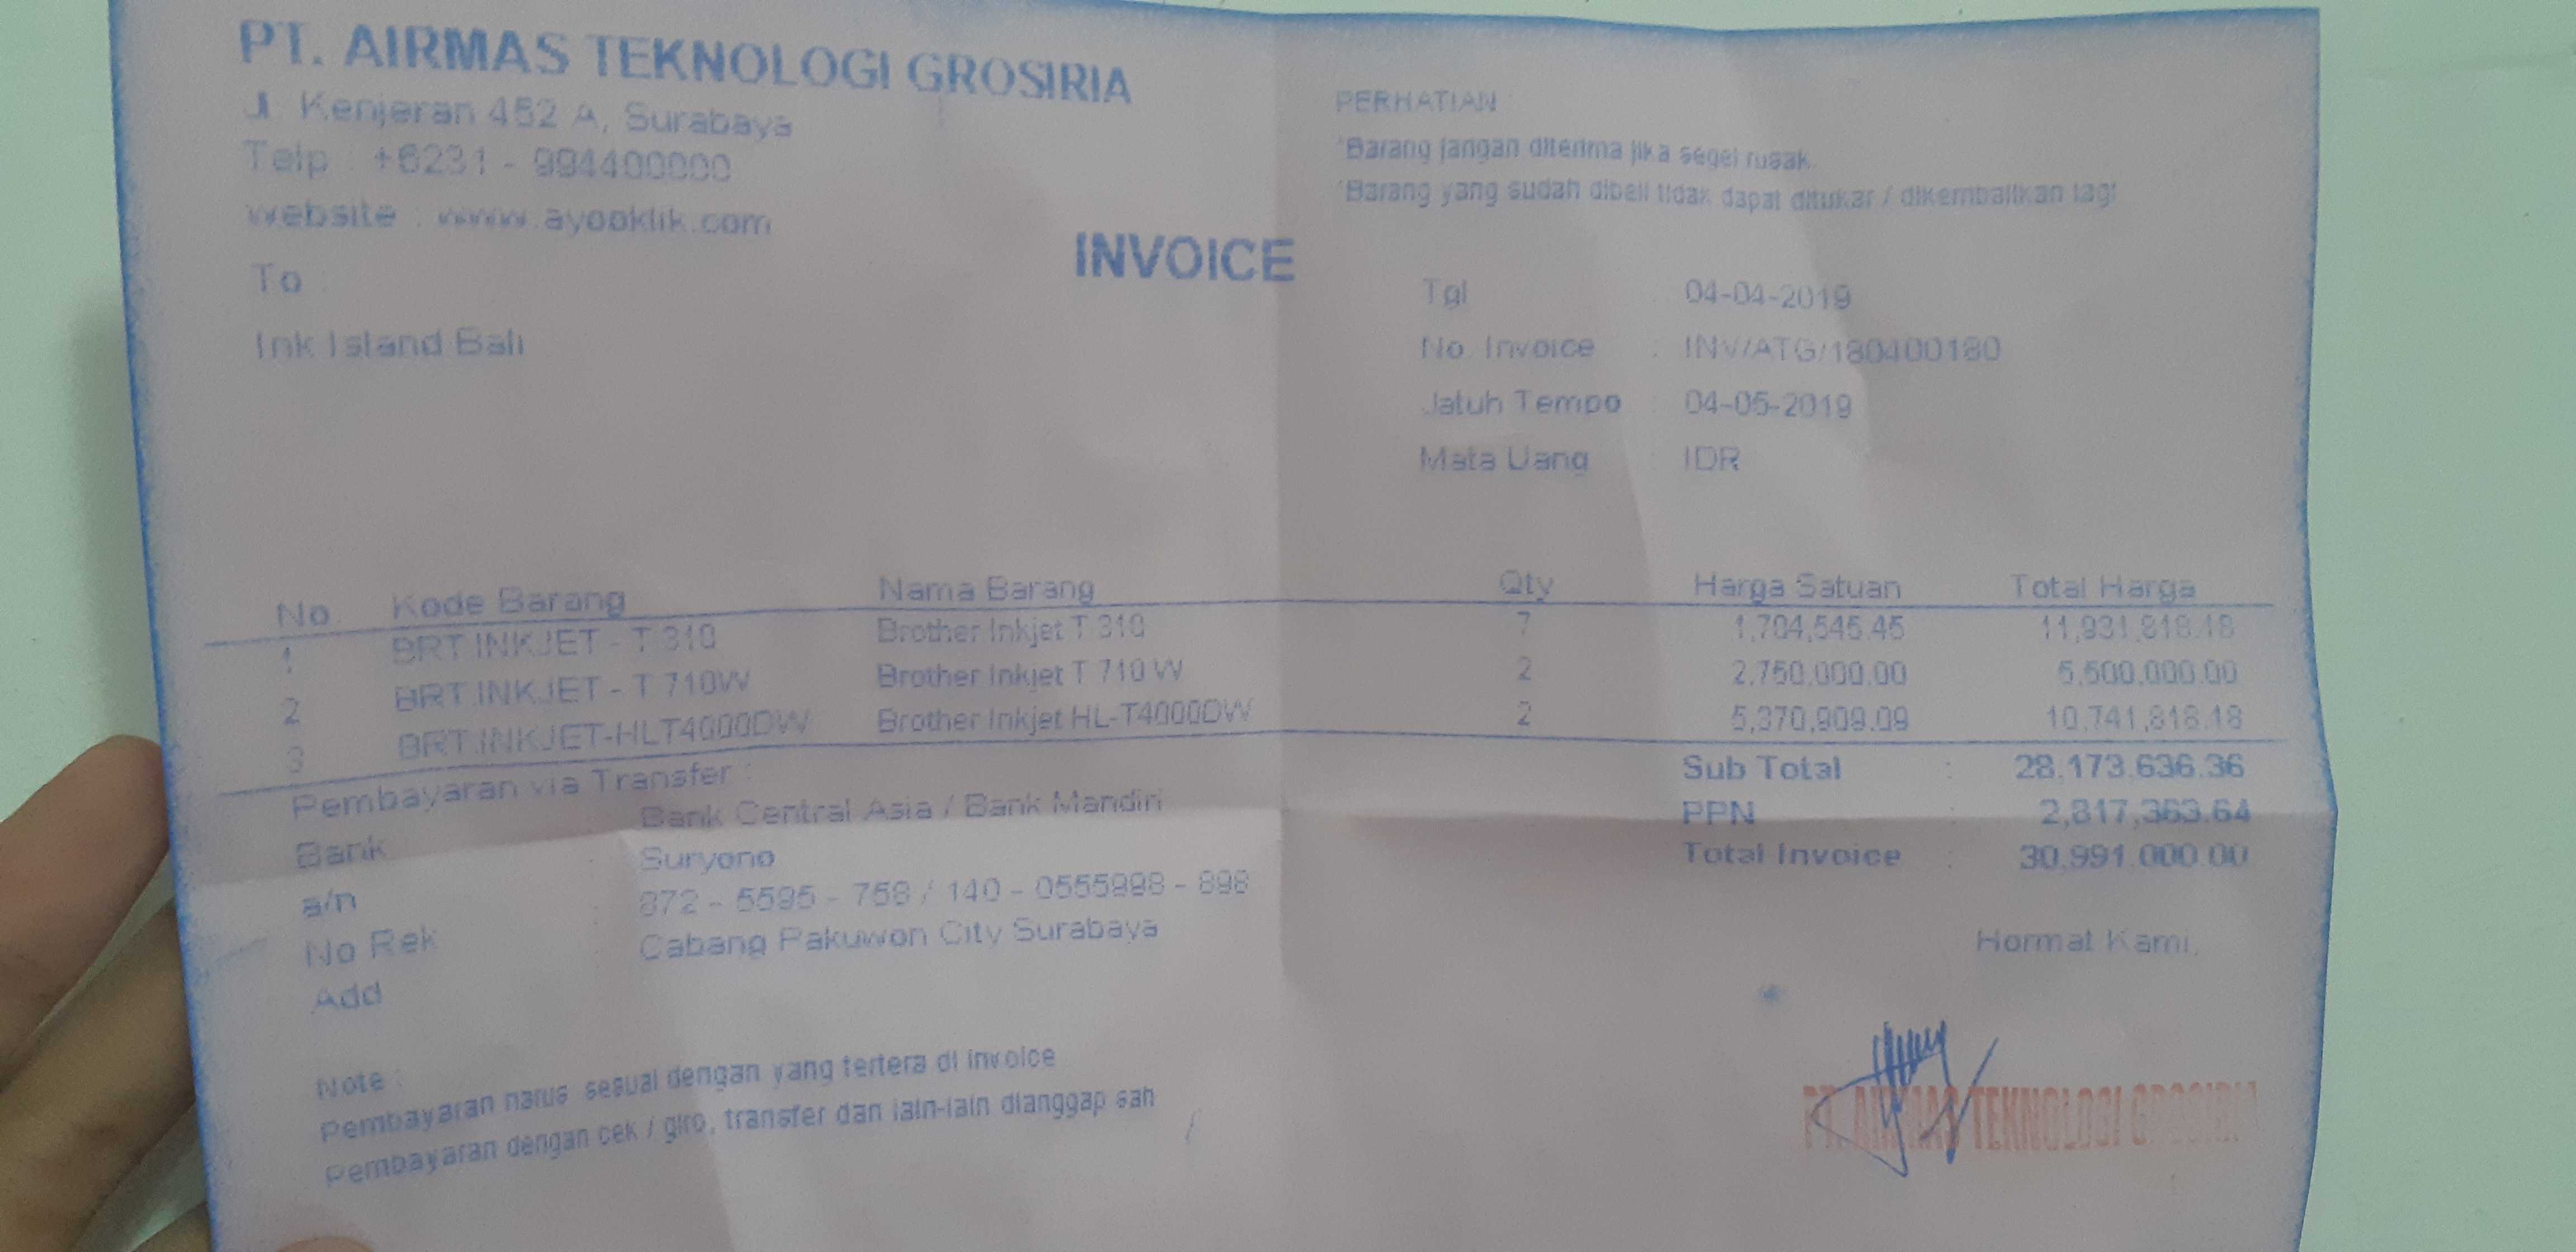 PT. AIRMAS TEKNOLOGI GROSIRIA
Jl. Kenjeran 452 A, Surabaya
Telp : +6231 - 994400000
website : www.ayooklik.com
PERHATIAN :
*Barang jangan diterima jika segel rusak.
*Barang yang sudah dibeli tidak dapat ditukar / dikembalikan lagi
INVOICE
To :
Ink Island Bali
Tgl : 04-04-2019
No. Invoice : INV/ATG/180400180
Jatuh Tempo : 04-05-2019
Mata Uang : IDR
No. Kode Barang Nama Barang Qty Harga Satuan Total Harga
1 BRT.INKJET - T 310 Brother Inkjet T 310 7 1,704,545.45 11,931,818.18
2 BRT.INKJET - T 710W Brother Inkjet T 710 W 2 2,750,000.00 5,500,000.00
3 BRT.INKJET-HLT4000DW Brother Inkjet HL-T4000DW 2 5,370,909.09 10,741,818.18
Sub Total : 28,173,636.36
PPN : 2,817,363.64
Total Invoice : 30,991,000.00
Pembayaran via Transfer :
Bank : Bank Central Asia / Bank Mandiri
a/n : Suryono
No Rek : 872 - 5595 - 758 / 140 - 0555998 - 898
Add : Cabang Pakuwon City Surabaya
Hormat Kami,
Note :
Pembayaran harus sesuai dengan yang tertera di invoice
Pembayaran dengan cek / giro, transfer dan lain-lain dianggap sah
PT. AIRMAS TEKNOLOGI GROSIRIA